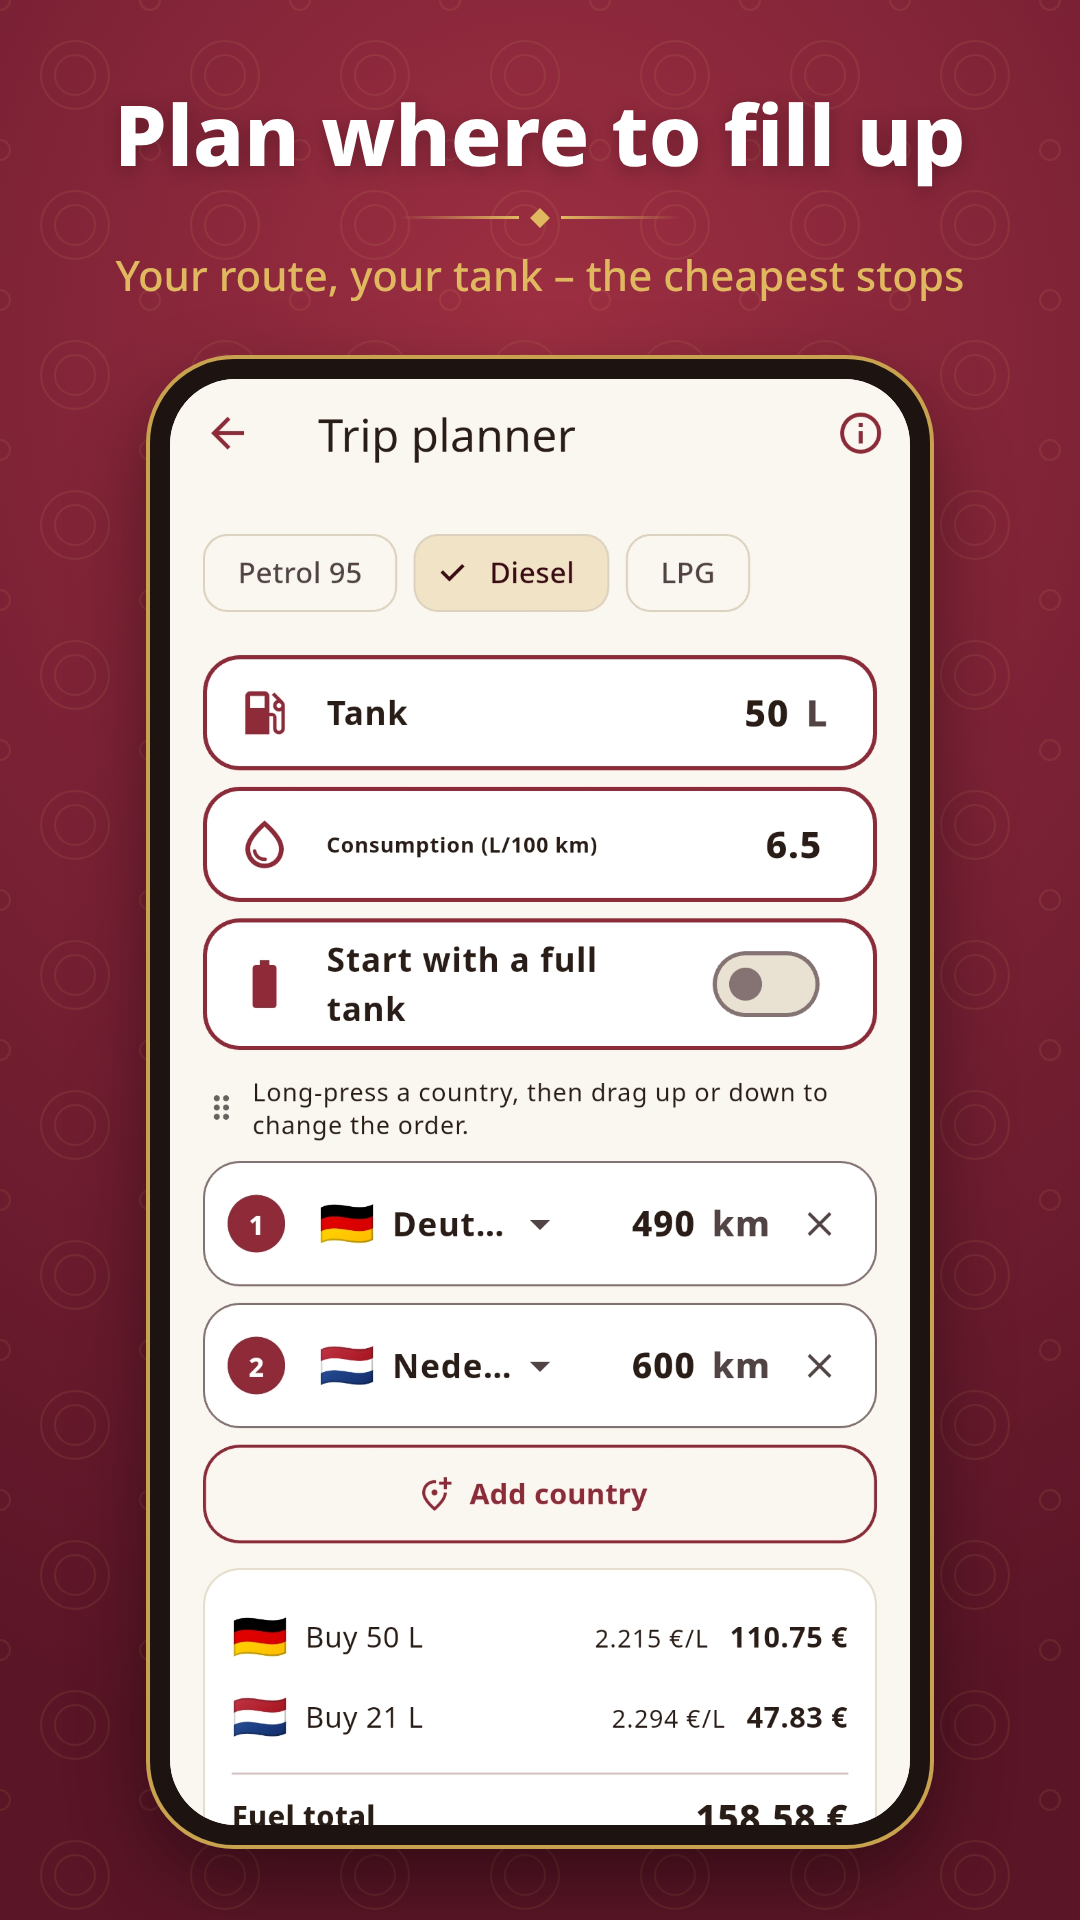 Plan where to fill up
Your route, your tank – the cheapest stops
Trip planner
Petrol 95
Diesel
LPG
Tank
50 L
Consumption (L/100 km)
6.5
Start with a full
tank
Long-press a country, then drag up or down to
change the order.
1
Deut...
490 km
2
Nede...
600 km
Add country
Buy 50 L
2.215 €/L
110.75 €
Buy 21 L
2.294 €/L
47.83 €
Fuel total
158.58 €